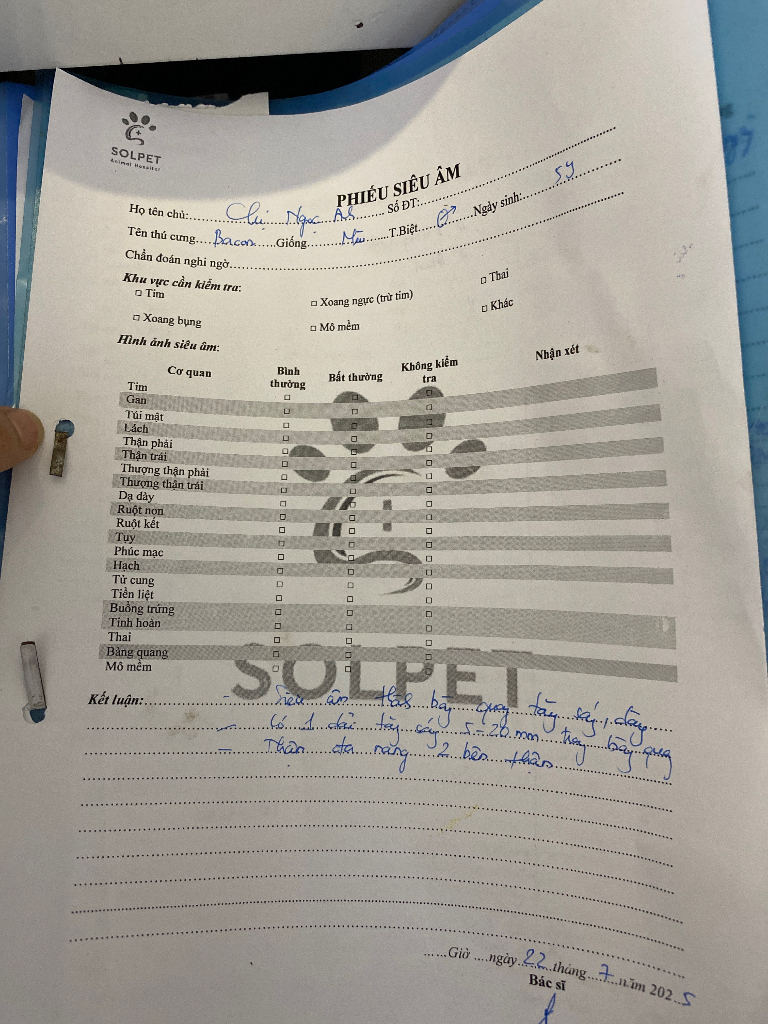 SOLPET
Animal Hospital
PHIẾU SIÊU ÂM
Họ tên chủ: Chị Ngọc Số ĐT:
Tên thú cưng Bacon Giống Mèo T.Biệt ♂ Ngày sinh: 5y
Chẩn đoán nghi ngờ
Khu vực cần kiểm tra:
□ Tim □ Xoang ngực (trừ tim) □ Thai
□ Xoang bụng □ Mô mềm □ Khác
Hình ảnh siêu âm:
Cơ quan Bình thường Bất thường Không kiểm tra Nhận xét
Tim □ □ □
Gan □ □ □
Túi mật □ □ □
Lách □ □ □
Thận phải □ □ □
Thận trái □ □ □
Thượng thận phải □ □ □
Thượng thận trái □ □ □
Dạ dày □ □ □
Ruột non □ □ □
Ruột kết □ □ □
Tụy □ □ □
Phúc mạc □ □ □
Hạch □ □ □
Tử cung □ □ □
Tiền liệt □ □ □
Buồng trứng □ □ □
Tinh hoàn □ □ □
Thai □ □ □
Bàng quang □ □ □
Mô mềm □ □ □
SOLPET
Kết luận: - Siêu âm bàng quang tăng sáng, dày
- Có 1 dải tăng sáng 5-20 mm trong bàng quang
- Thận đa nang 2 bên thận
Giờ ngày 22 tháng 7 năm 2025
Bác sĩ